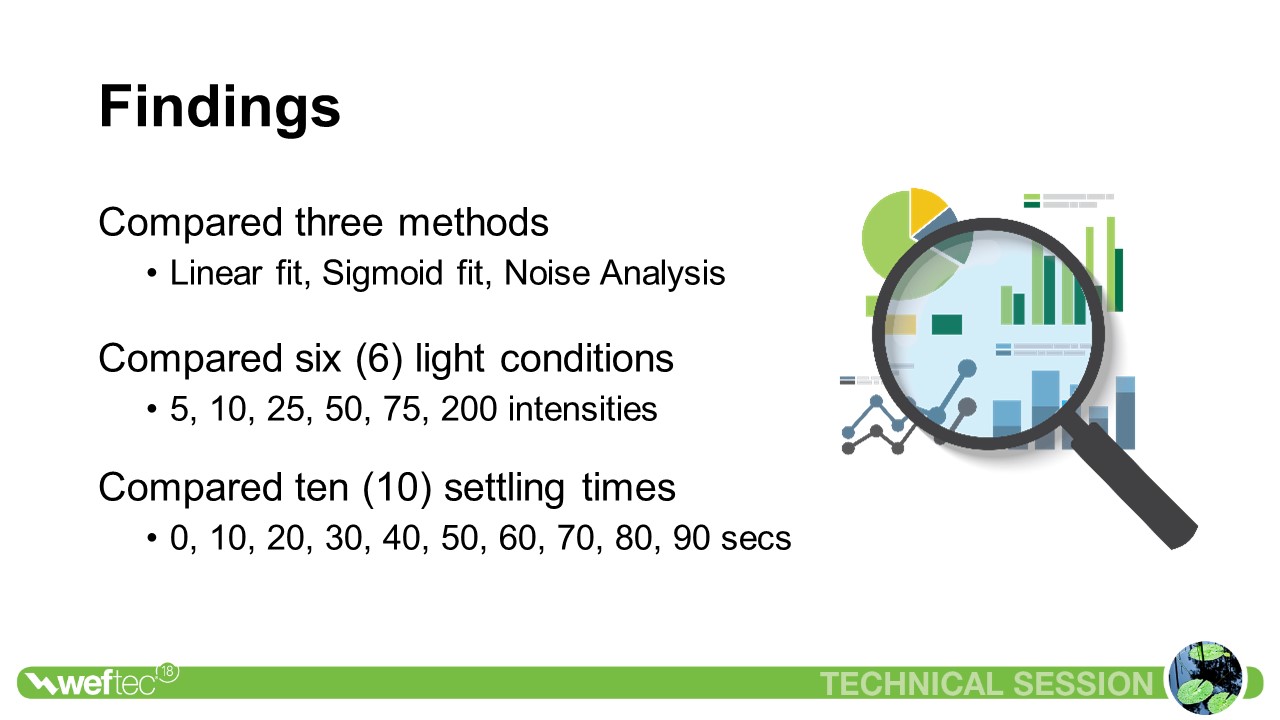 Findings
Compared three methods
• Linear fit, Sigmoid fit, Noise Analysis
Compared six (6) light conditions
• 5, 10, 25, 50, 75, 200 intensities
Compared ten (10) settling times
• 0, 10, 20, 30, 40, 50, 60, 70, 80, 90 secs
weftec 18
TECHNICAL SESSION